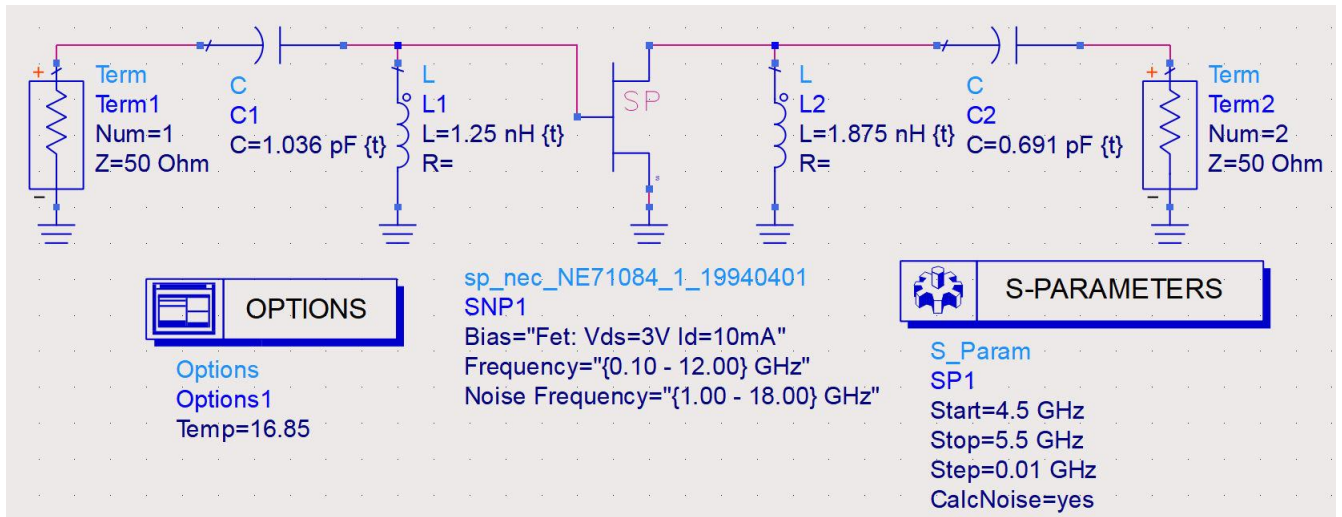 +
Term
Term1
Num=1
Z=50 Ohm
-
C
C1
C=1.036 pF {t}
L
L1
L=1.25 nH {t}
R=
SP
L
L2
L=1.875 nH {t}
R=
C
C2
C=0.691 pF {t}
+
Term
Term2
Num=2
Z=50 Ohm
-
OPTIONS
Options
Options1
Temp=16.85
sp_nec_NE71084_1_19940401
SNP1
Bias="Fet: Vds=3V Id=10mA"
Frequency="{0.10 - 12.00} GHz"
Noise Frequency="{1.00 - 18.00} GHz"
S-PARAMETERS
S_Param
SP1
Start=4.5 GHz
Stop=5.5 GHz
Step=0.01 GHz
CalcNoise=yes